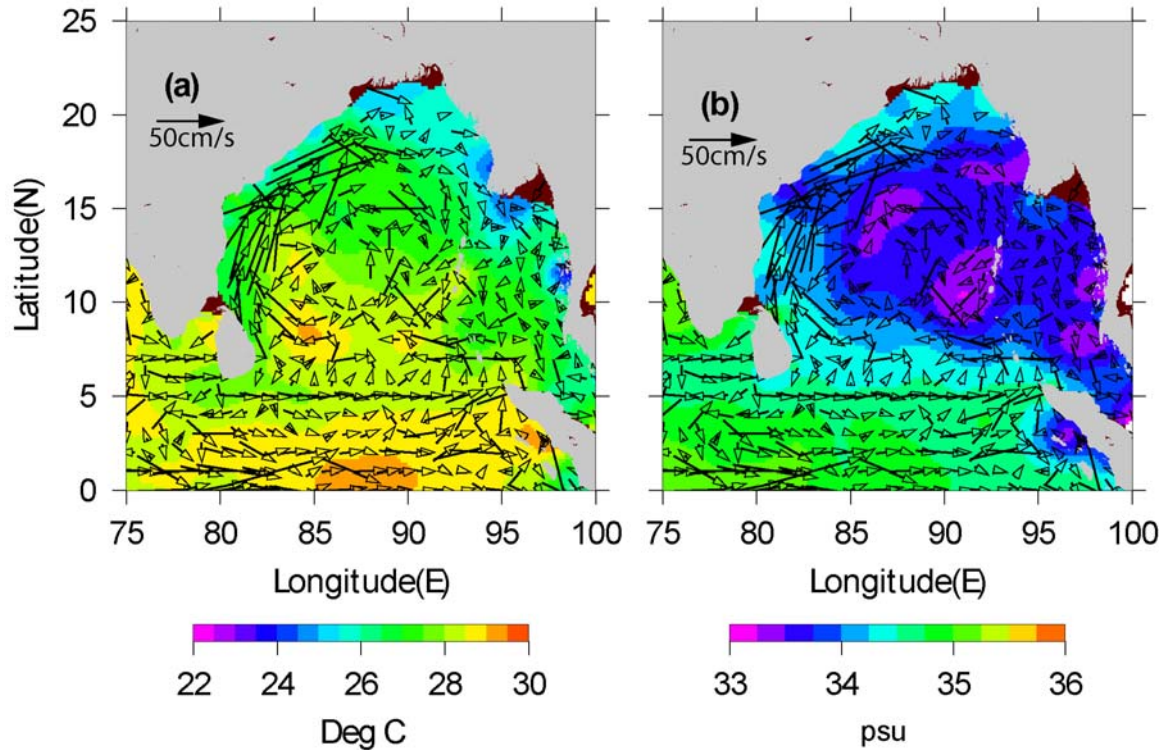 25
20
15
10
5
0
Latitude(N)
(a)
50cm/s
75 80 85 90 95 100
Longitude(E)
22 24 26 28 30
Deg C
(b)
50cm/s
75 80 85 90 95 100
Longitude(E)
33 34 35 36
psu